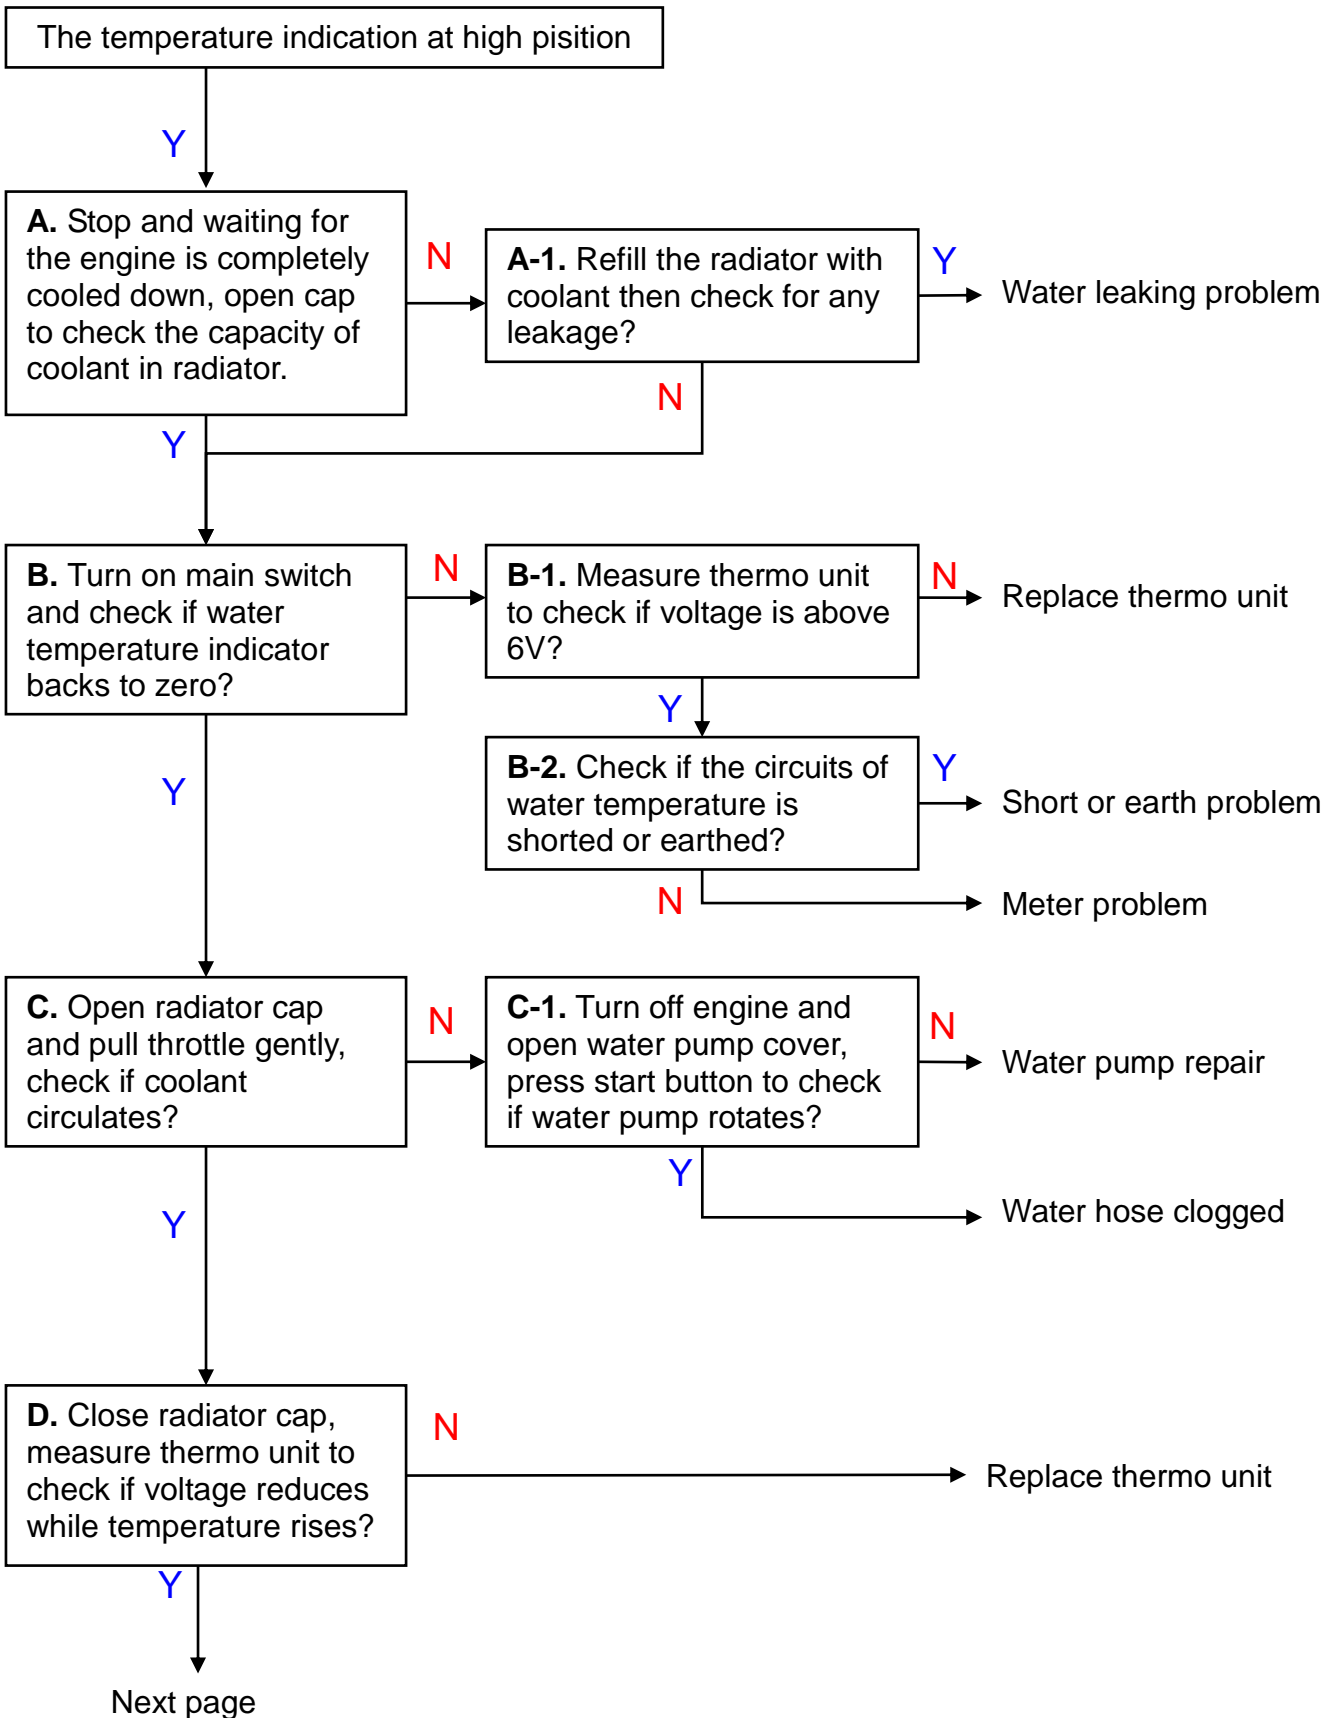 The temperature indication at high pisition
Y
A. Stop and waiting for
the engine is completely
cooled down, open cap
to check the capacity of
coolant in radiator.
N
A-1. Refill the radiator with
coolant then check for any
leakage?
Y
Water leaking problem
N
Y
B. Turn on main switch
and check if water
temperature indicator
backs to zero?
N
B-1. Measure thermo unit
to check if voltage is above
6V?
N
Replace thermo unit
Y
B-2. Check if the circuits of
water temperature is
shorted or earthed?
Y
Short or earth problem
N
Meter problem
Y
C. Open radiator cap
and pull throttle gently,
check if coolant
circulates?
N
C-1. Turn off engine and
open water pump cover,
press start button to check
if water pump rotates?
N
Water pump repair
Y
Water hose clogged
Y
D. Close radiator cap,
measure thermo unit to
check if voltage reduces
while temperature rises?
N
Replace thermo unit
Y
Next page